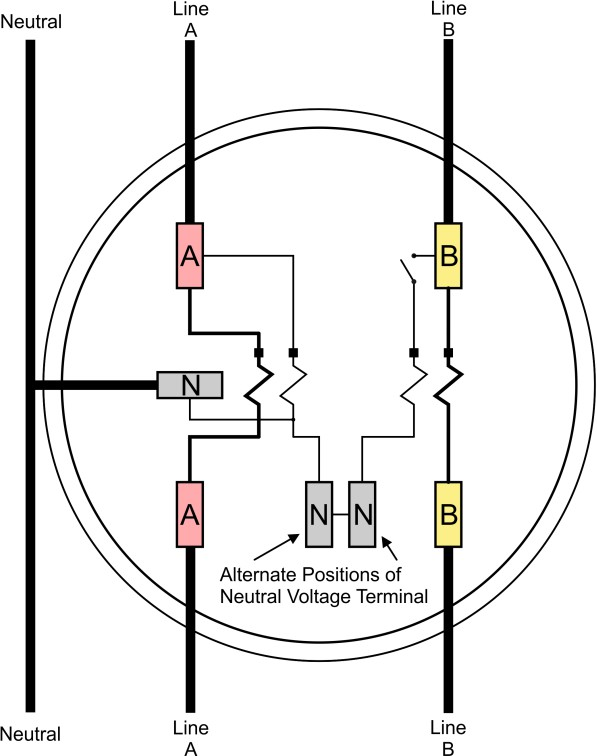 Neutral
Line
A
Line
B
A
B
N
A
N
N
B
Alternate Positions of
Neutral Voltage Terminal
Neutral
Line
A
Line
B